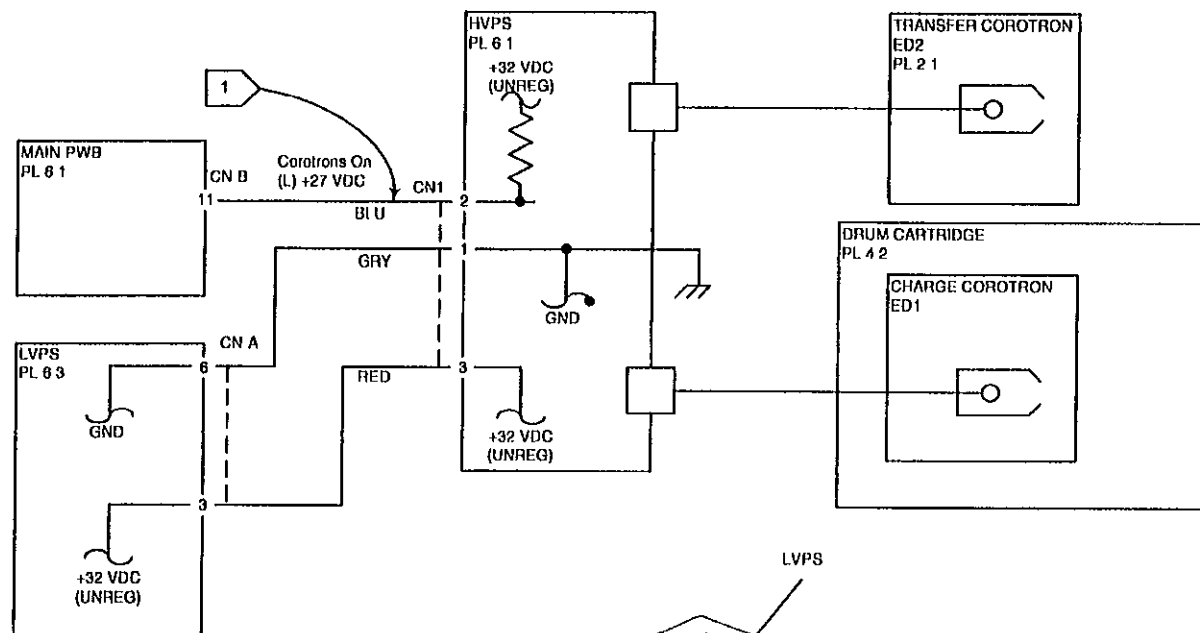 HVPS
PL 6 1
+32 VDC
(UNREG)
TRANSFER COROTRON
ED2
PL 2 1
1
MAIN PWB
PL 6 1
CN B
11
Corotrons On
(L) +27 VDC
BLU
CN1
2
GRY
1
GND
DRUM CARTRIDGE
PL 4 2
CHARGE COROTRON
ED1
LVPS
PL 6 3
CN A
6
GND
RED
3
+32 VDC
(UNREG)
3
+32 VDC
(UNREG)
LVPS